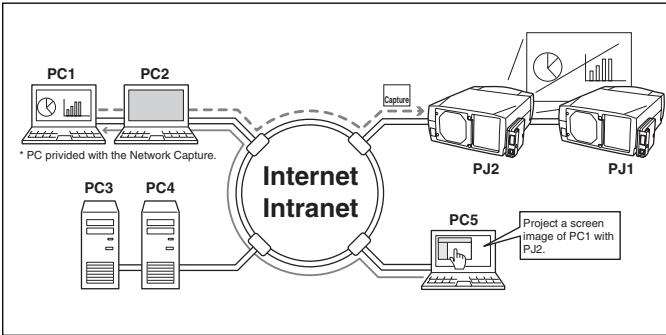 PC1
PC2
* PC privided with the Network Capture.
Capture
PJ2
PJ1
Internet
Intranet
PC3
PC4
PC5
Project a screen
image of PC1 with
PJ2.